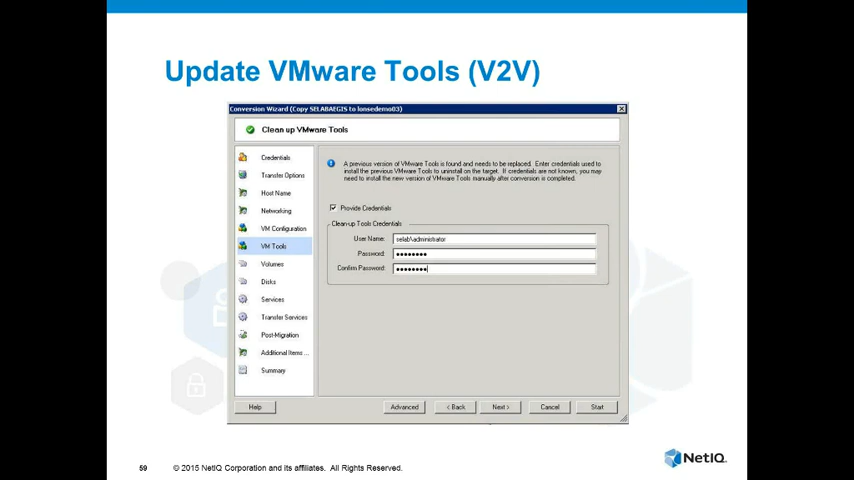 Update VMware Tools (V2V)
Conversion Wizard (Copy SELABAEGIS to lonsedemo03)
Clean up VMware Tools
Credentials
Transfer Options
Host Name
Networking
VM Configuration
VM Tools
Volumes
Disks
Services
Transfer Services
Post-Migration
Additional Items ...
Summary
A previous version of VMware Tools is found and needs to be replaced. Enter credentials used to
install the previous VMware Tools to uninstall on the target. If credentials are not known, you may
need to install the new version of VMware Tools manually after conversion is completed.
Provide Credentials
Clean-up Tools Credentials
User Name: selab\administrator
Password: ●●●●●●●●
Confirm Password: ●●●●●●●●
Help
Advanced
< Back
Next >
Cancel
Start
59 © 2015 NetIQ Corporation and its affiliates. All Rights Reserved.
NetIQ.